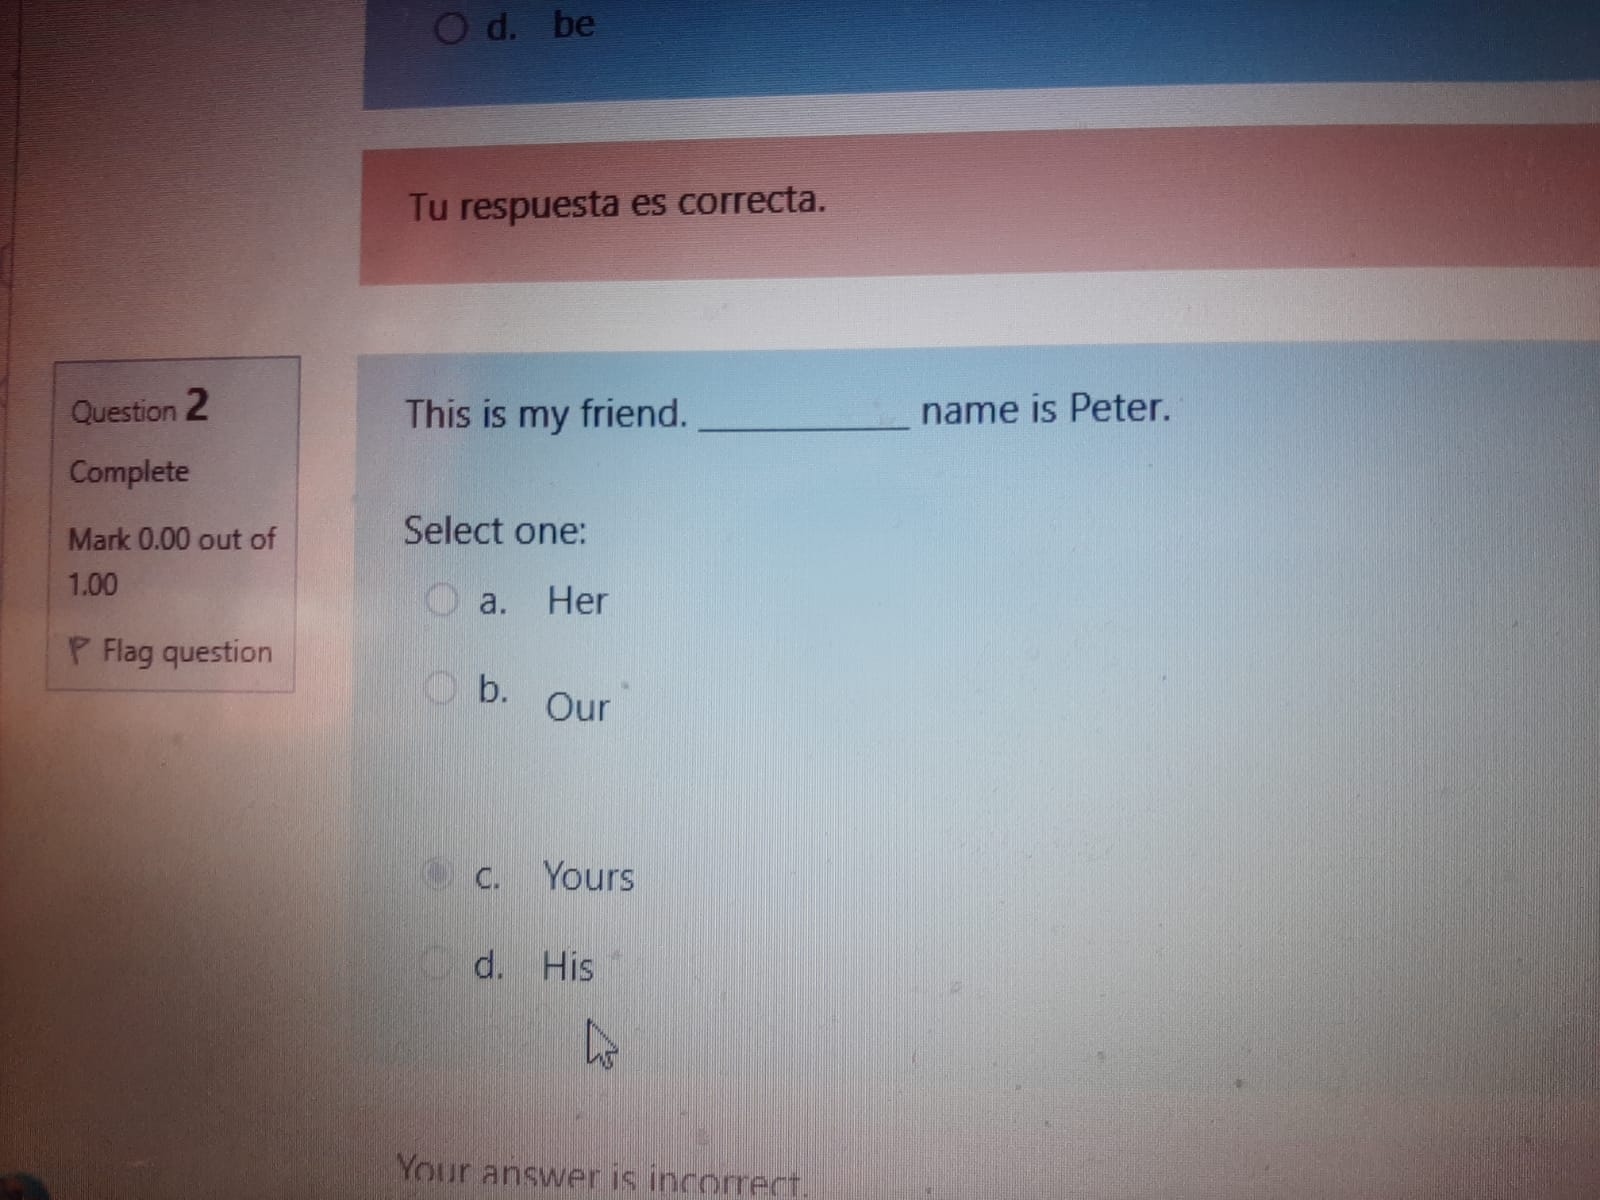 d. be
Tu respuesta es correcta.
Question 2
Complete
Mark 0.00 out of
1.00
Flag question
This is my friend. __________ name is Peter.
Select one:
a. Her
b. Our
c. Yours
d. His
Your answer is incorrect.